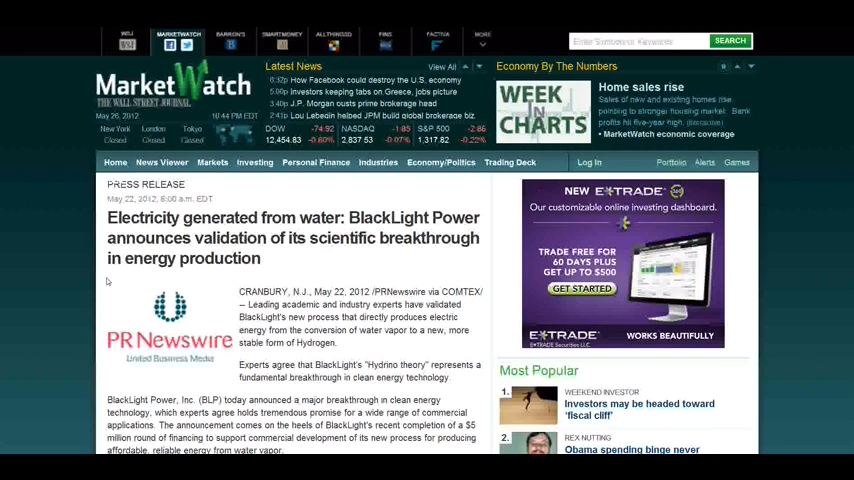 WSJ MARKETWATCH BARRON'S SMARTMONEY ALLTHINGSD FINS FACTIVA MORE
SEARCH
MarketWatch
THE WALL STREET JOURNAL
May 26, 2012 10:44 PM EDT
New York London Tokyo
Closed Closed Closed
Latest News View All
6:32p How Facebook could destroy the U.S. economy
5:00p Investors keeping tabs on Greece, jobs picture
3:40p J.P. Morgan ousts prime brokerage head
2:41p Lou Lebedin helped JPM build global brokerage biz
DOW -74.92 NASDAQ -1.85 S&P 500 -2.86
12,454.83 -0.60% 2,837.53 -0.07% 1,317.82 -0.22%
Economy By The Numbers
WEEK IN CHARTS
Home sales rise
Sales of new and existing homes rise,
pointing to stronger housing market. Bank
profits hit five-year high.
• MarketWatch economic coverage
Home News Viewer Markets Investing Personal Finance Industries Economy/Politics Trading Deck Log In Portfolio Alerts Games
PRESS RELEASE
May 22, 2012, 6:00 a.m. EDT
Electricity generated from water: BlackLight Power
announces validation of its scientific breakthrough
in energy production
PR Newswire
United Business Media
CRANBURY, N.J., May 22, 2012 /PRNewswire via COMTEX/
-- Leading academic and industry experts have validated
BlackLight's new process that directly produces electric
energy from the conversion of water vapor to a new, more
stable form of Hydrogen.
Experts agree that BlackLight's "Hydrino theory" represents a
fundamental breakthrough in clean energy technology.
BlackLight Power, Inc. (BLP) today announced a major breakthrough in clean energy
technology, which experts agree holds tremendous promise for a wide range of commercial
applications. The announcement comes on the heels of BlackLight's recent completion of a $5
million round of financing to support commercial development of its new process for producing
affordable, reliable energy from water vapor.
NEW E*TRADE 360
Our customizable online investing dashboard.
TRADE FREE FOR
60 DAYS PLUS
GET UP TO $500
GET STARTED
E*TRADE
E*TRADE Securities LLC
WORKS BEAUTIFULLY
Most Popular
1. WEEKEND INVESTOR
Investors may be headed toward
'fiscal cliff'
2. REX NUTTING
Obama spending binge never